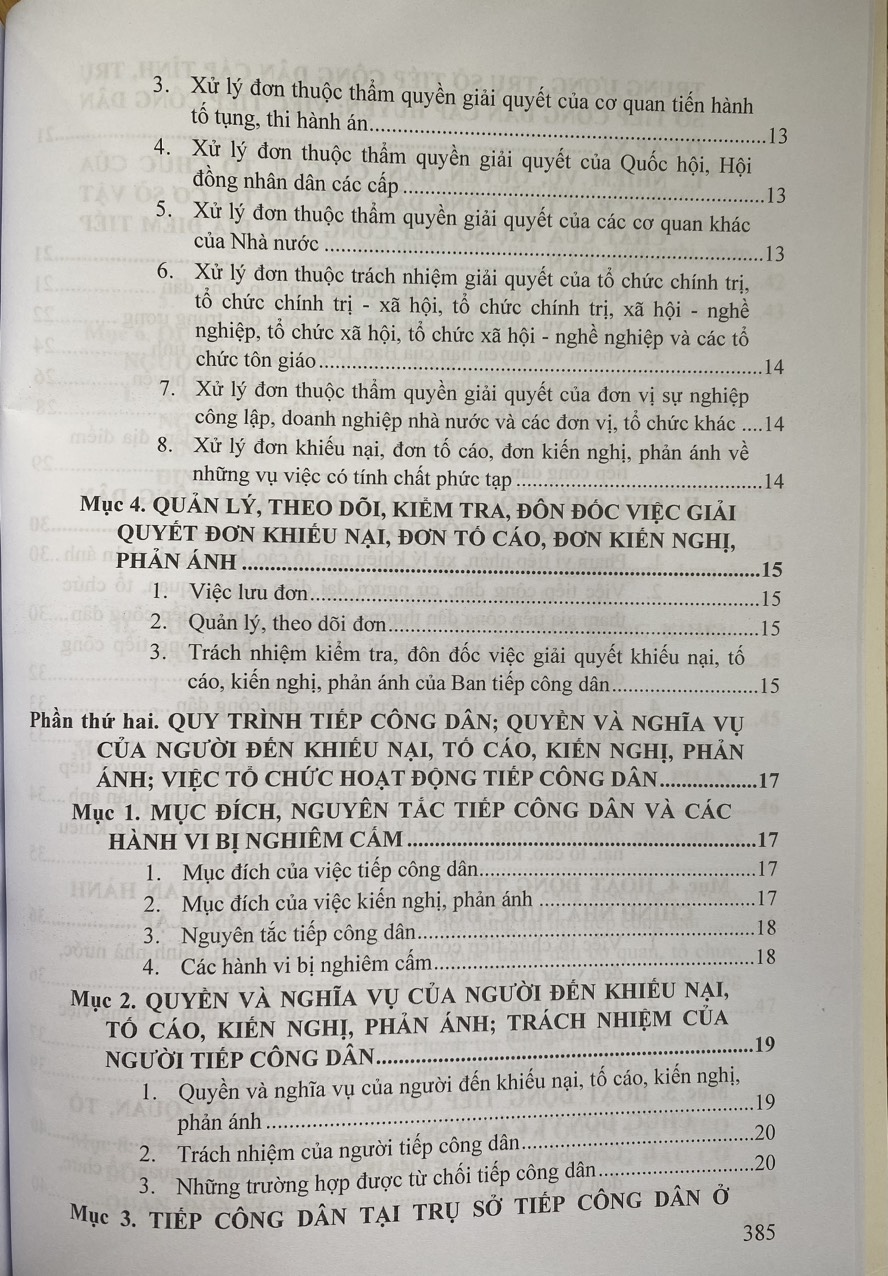 3. Xử lý đơn thuộc thẩm quyền giải quyết của cơ quan tiến hành
tố tụng, thi hành án....................13
4. Xử lý đơn thuộc thẩm quyền giải quyết của Quốc hội, Hội
đồng nhân dân các cấp....................13
5. Xử lý đơn thuộc thẩm quyền giải quyết của các cơ quan khác
của Nhà nước....................13
6. Xử lý đơn thuộc trách nhiệm giải quyết của tổ chức chính trị,
tổ chức chính trị - xã hội, tổ chức chính trị, xã hội - nghề
nghiệp, tổ chức xã hội, tổ chức xã hội - nghề nghiệp và các tổ
chức tôn giáo....................14
7. Xử lý đơn thuộc thẩm quyền giải quyết của đơn vị sự nghiệp
công lập, doanh nghiệp nhà nước và các đơn vị, tổ chức khác ....14
8. Xử lý đơn khiếu nại, đơn tố cáo, đơn kiến nghị, phản ánh về
những vụ việc có tính chất phức tạp....................14
Mục 4. QUẢN LÝ, THEO DÕI, KIỂM TRA, ĐÔN ĐỐC VIỆC GIẢI
QUYẾT ĐƠN KHIẾU NẠI, ĐƠN TỐ CÁO, ĐƠN KIẾN NGHỊ,
PHẢN ÁNH....................15
1. Việc lưu đơn....................15
2. Quản lý, theo dõi đơn....................15
3. Trách nhiệm kiểm tra, đôn đốc việc giải quyết khiếu nại, tố
cáo, kiến nghị, phản ánh của Ban tiếp công dân....................15
Phần thứ hai. QUY TRÌNH TIẾP CÔNG DÂN; QUYỀN VÀ NGHĨA VỤ
CỦA NGƯỜI ĐẾN KHIẾU NẠI, TỐ CÁO, KIẾN NGHỊ, PHẢN
ÁNH; VIỆC TỔ CHỨC HOẠT ĐỘNG TIẾP CÔNG DÂN....................17
Mục 1. MỤC ĐÍCH, NGUYÊN TẮC TIẾP CÔNG DÂN VÀ CÁC
HÀNH VI BỊ NGHIÊM CẤM....................17
1. Mục đích của việc tiếp công dân....................17
2. Mục đích của việc kiến nghị, phản ánh....................17
3. Nguyên tắc tiếp công dân....................18
4. Các hành vi bị nghiêm cấm....................18
Mục 2. QUYỀN VÀ NGHĨA VỤ CỦA NGƯỜI ĐẾN KHIẾU NẠI,
TỐ CÁO, KIẾN NGHỊ, PHẢN ÁNH; TRÁCH NHIỆM CỦA
NGƯỜI TIẾP CÔNG DÂN....................19
1. Quyền và nghĩa vụ của người đến khiếu nại, tố cáo, kiến nghị,
phản ánh....................19
2. Trách nhiệm của người tiếp công dân....................20
3. Những trường hợp được từ chối tiếp công dân....................20
Mục 3. TIẾP CÔNG DÂN TẠI TRỤ SỞ TIẾP CÔNG DÂN Ở
385